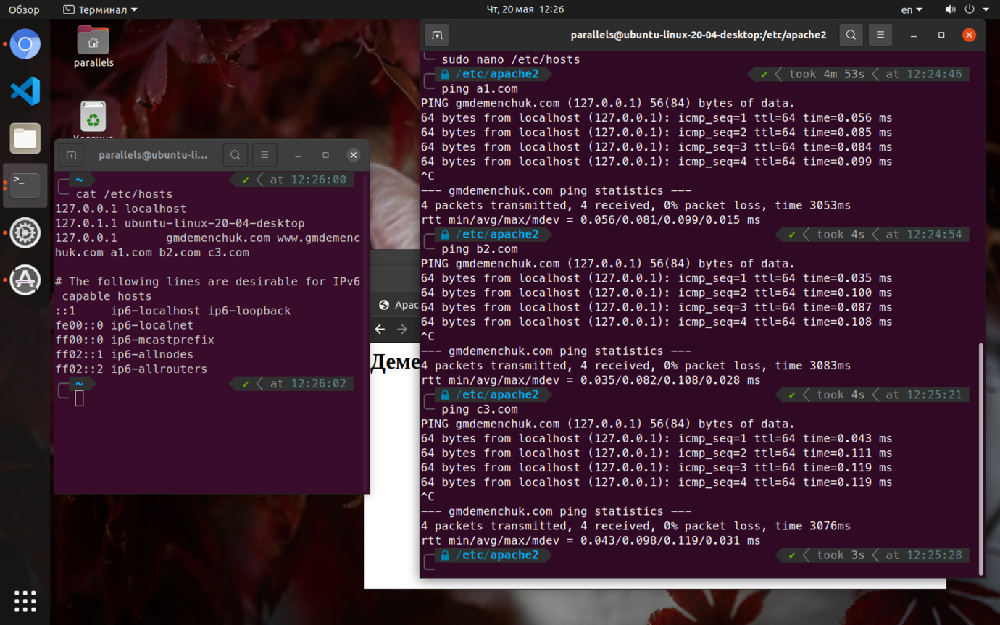 Обзор
Терминал
Чт, 20 мая 12:26
en
parallels
parallels@ubuntu-li...
~ ✔ at 12:26:00
cat /etc/hosts
127.0.0.1 localhost
127.0.1.1 ubuntu-linux-20-04-desktop
127.0.0.1 gmdemenchuk.com www.gmdemenc
huk.com a1.com b2.com c3.com
# The following lines are desirable for IPv6
capable hosts
::1 ip6-localhost ip6-loopback
fe00::0 ip6-localnet
ff00::0 ip6-mcastprefix
ff02::1 ip6-allnodes
ff02::2 ip6-allrouters
~ ✔ at 12:26:02
Apac
Деме
parallels@ubuntu-linux-20-04-desktop:/etc/apache2
sudo nano /etc/hosts
/etc/apache2 ✔ took 4m 53s at 12:24:46
ping a1.com
PING gmdemenchuk.com (127.0.0.1) 56(84) bytes of data.
64 bytes from localhost (127.0.0.1): icmp_seq=1 ttl=64 time=0.056 ms
64 bytes from localhost (127.0.0.1): icmp_seq=2 ttl=64 time=0.085 ms
64 bytes from localhost (127.0.0.1): icmp_seq=3 ttl=64 time=0.084 ms
64 bytes from localhost (127.0.0.1): icmp_seq=4 ttl=64 time=0.099 ms
^C
--- gmdemenchuk.com ping statistics ---
4 packets transmitted, 4 received, 0% packet loss, time 3053ms
rtt min/avg/max/mdev = 0.056/0.081/0.099/0.015 ms
/etc/apache2 ✔ took 4s at 12:24:54
ping b2.com
PING gmdemenchuk.com (127.0.0.1) 56(84) bytes of data.
64 bytes from localhost (127.0.0.1): icmp_seq=1 ttl=64 time=0.035 ms
64 bytes from localhost (127.0.0.1): icmp_seq=2 ttl=64 time=0.100 ms
64 bytes from localhost (127.0.0.1): icmp_seq=3 ttl=64 time=0.087 ms
64 bytes from localhost (127.0.0.1): icmp_seq=4 ttl=64 time=0.108 ms
^C
--- gmdemenchuk.com ping statistics ---
4 packets transmitted, 4 received, 0% packet loss, time 3083ms
rtt min/avg/max/mdev = 0.035/0.082/0.108/0.028 ms
/etc/apache2 ✔ took 4s at 12:25:21
ping c3.com
PING gmdemenchuk.com (127.0.0.1) 56(84) bytes of data.
64 bytes from localhost (127.0.0.1): icmp_seq=1 ttl=64 time=0.043 ms
64 bytes from localhost (127.0.0.1): icmp_seq=2 ttl=64 time=0.111 ms
64 bytes from localhost (127.0.0.1): icmp_seq=3 ttl=64 time=0.119 ms
64 bytes from localhost (127.0.0.1): icmp_seq=4 ttl=64 time=0.119 ms
^C
--- gmdemenchuk.com ping statistics ---
4 packets transmitted, 4 received, 0% packet loss, time 3076ms
rtt min/avg/max/mdev = 0.043/0.098/0.119/0.031 ms
/etc/apache2 ✔ took 3s at 12:25:28